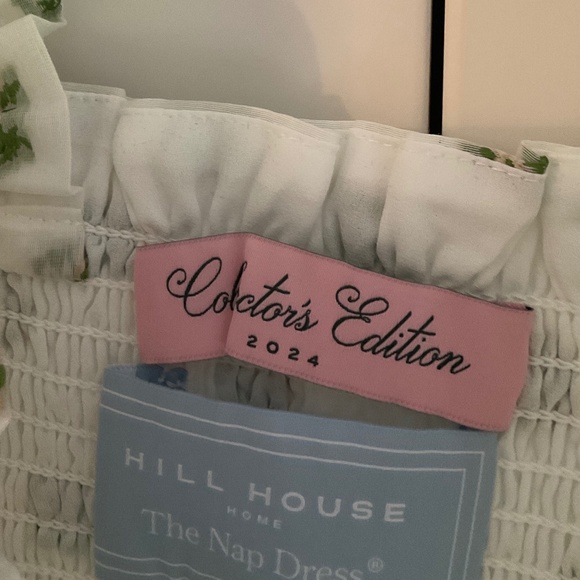 Collector's Edition
2024
HILL HOUSE
HOME
The Nap Dress®